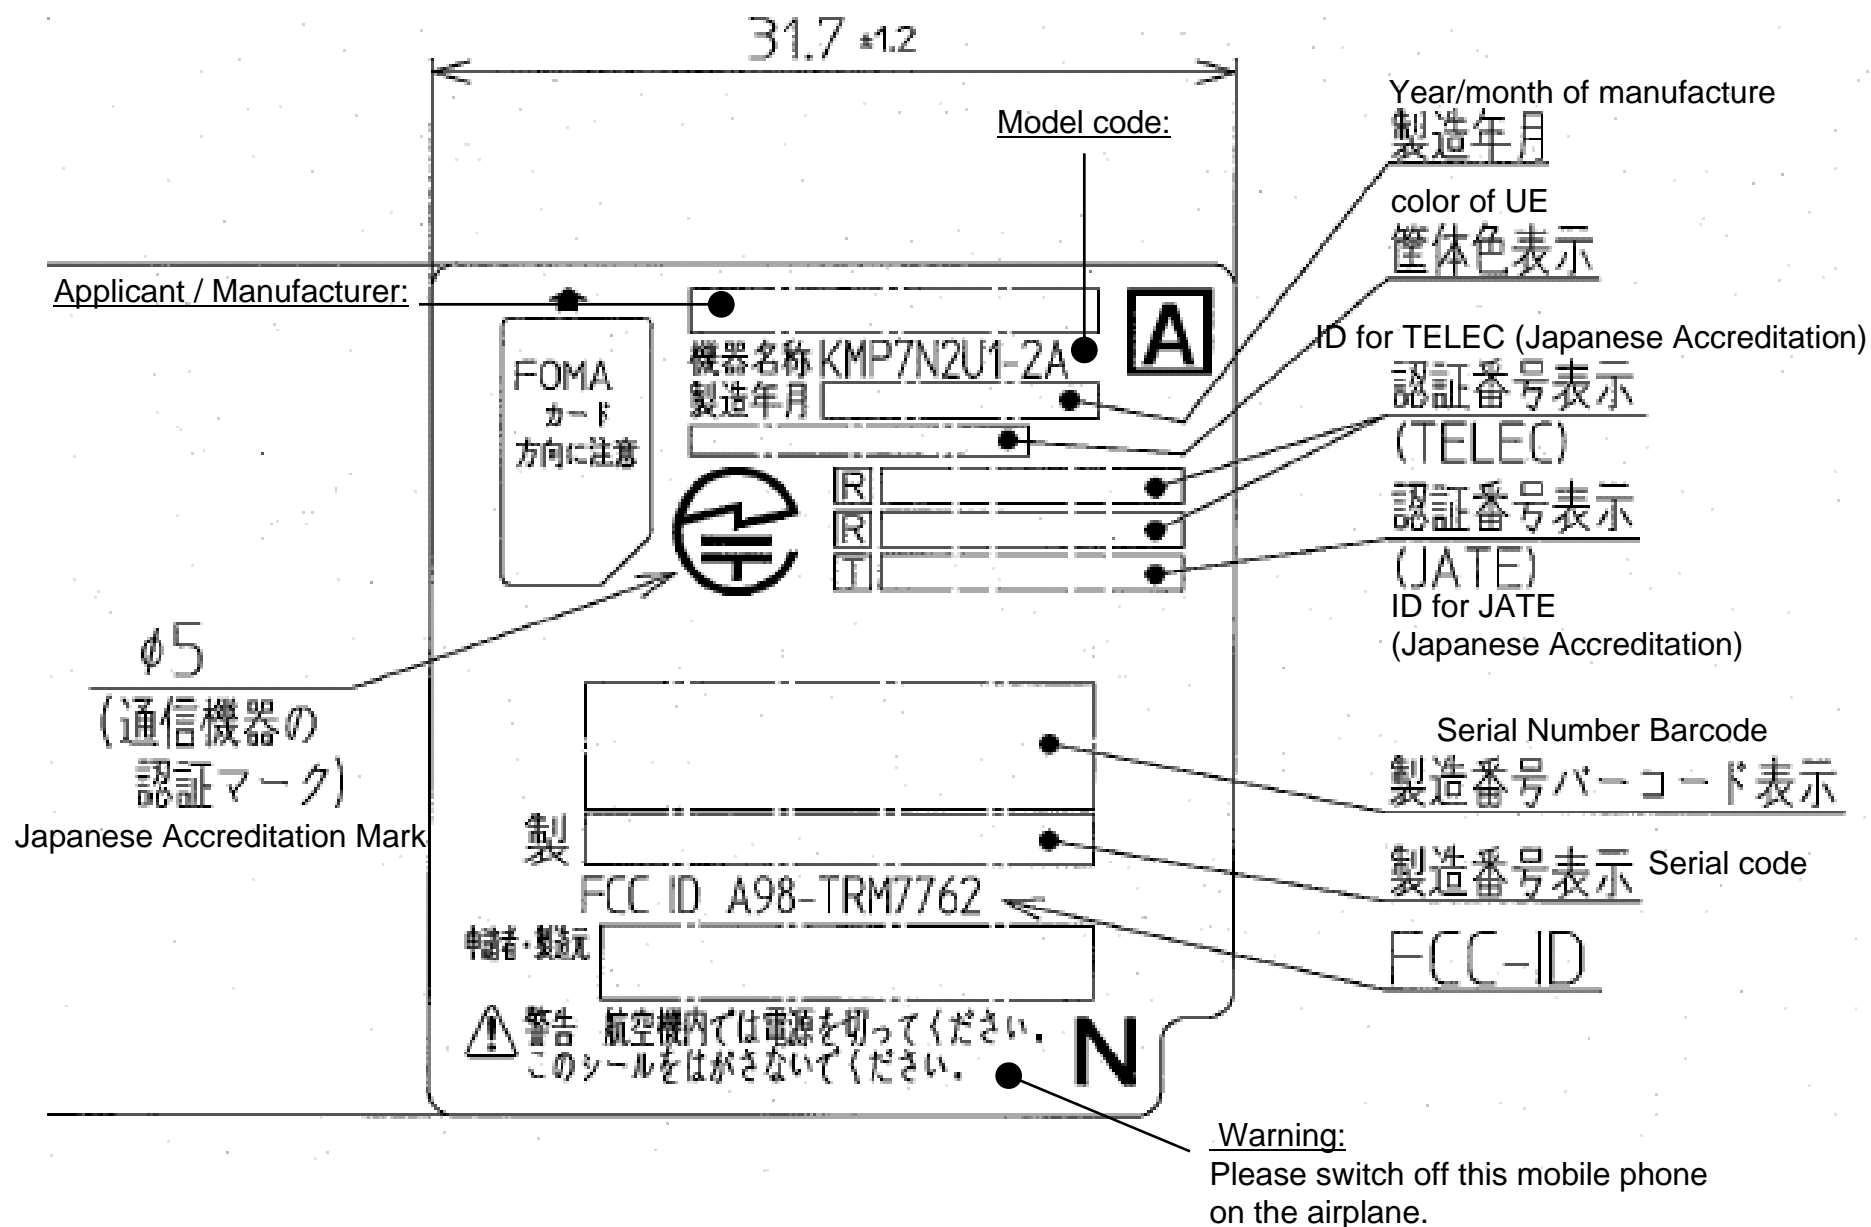 31.7 ±1.2
Year/month of manufacture
製造年月
Model code:
color of UE
筐体色表示
Applicant / Manufacturer:
A
機器名称 KMP7N2U1-2A
製造年月
FOMA
カード
方向に注意
ID for TELEC (Japanese Accreditation)
認証番号表示
(TELEC)
R
R
T
認証番号表示
(JATE)
ID for JATE
(Japanese Accreditation)
φ5
(通信機器の
認証マーク)
Japanese Accreditation Mark
Serial Number Barcode
製造番号バーコード表示
製
製造番号表示 Serial code
FCC ID A98-TRM7762
FCC-ID
申請者・製造元
警告 航空機内では電源を切ってください.
このシールをはがさないでください.
N
Warning:
Please switch off this mobile phone
on the airplane.